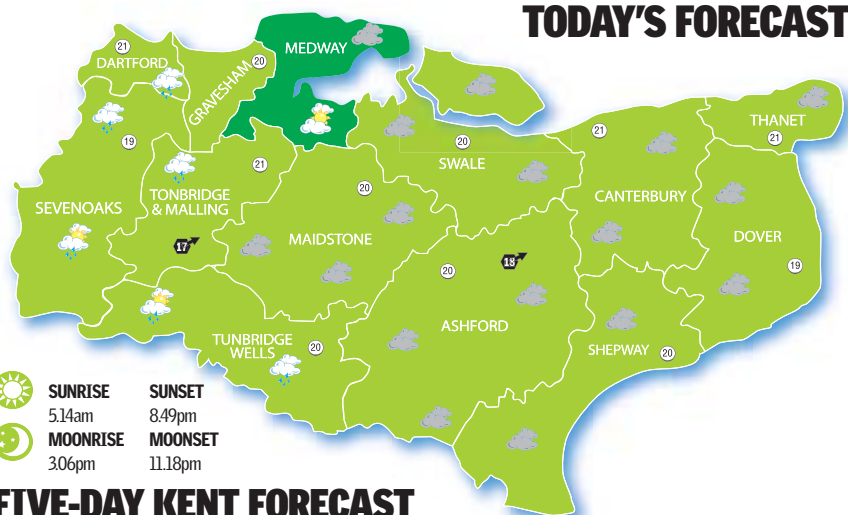 TODAY'S FORECAST
MEDWAY
21
DARTFORD
20
GRAVESHAM
THANET
21
19
21
20
21
SWALE
TONBRIDGE
& MALLING
20
CANTERBURY
SEVENOAKS
17
MAIDSTONE
DOVER
18
20
19
ASHFORD
TUNBRIDGE
WELLS
20
SHEPWAY
20
SUNRISE SUNSET
5.14am 8.49pm
MOONRISE MOONSET
3.06pm 11.18pm
FIVE-DAY KENT FORECAST